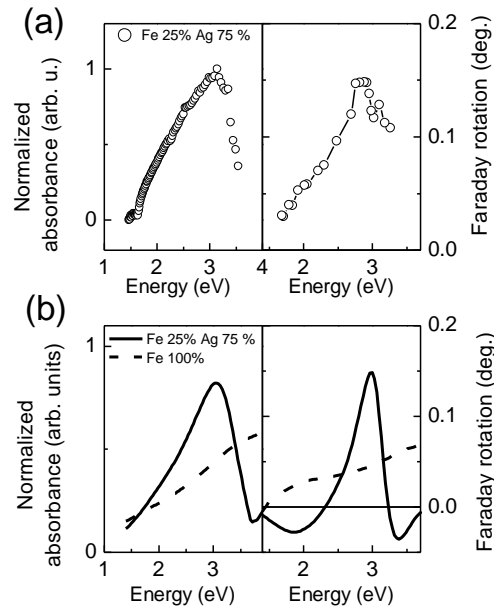 (a)
Fe 25% Ag 75 %
Normalized
absorbance (arb. u.)
1
0
1 2 3 4
Energy (eV)
2 3
Energy (eV)
0.2
0.1
0.0
Faraday rotation (deg.)
(b)
Fe 25% Ag 75 %
Fe 100%
Normalized
absorbance (arb. units)
1
0
1 2 3
Energy (eV)
2 3
Energy (eV)
0.2
0.1
0.0
Faraday rotation (deg.)